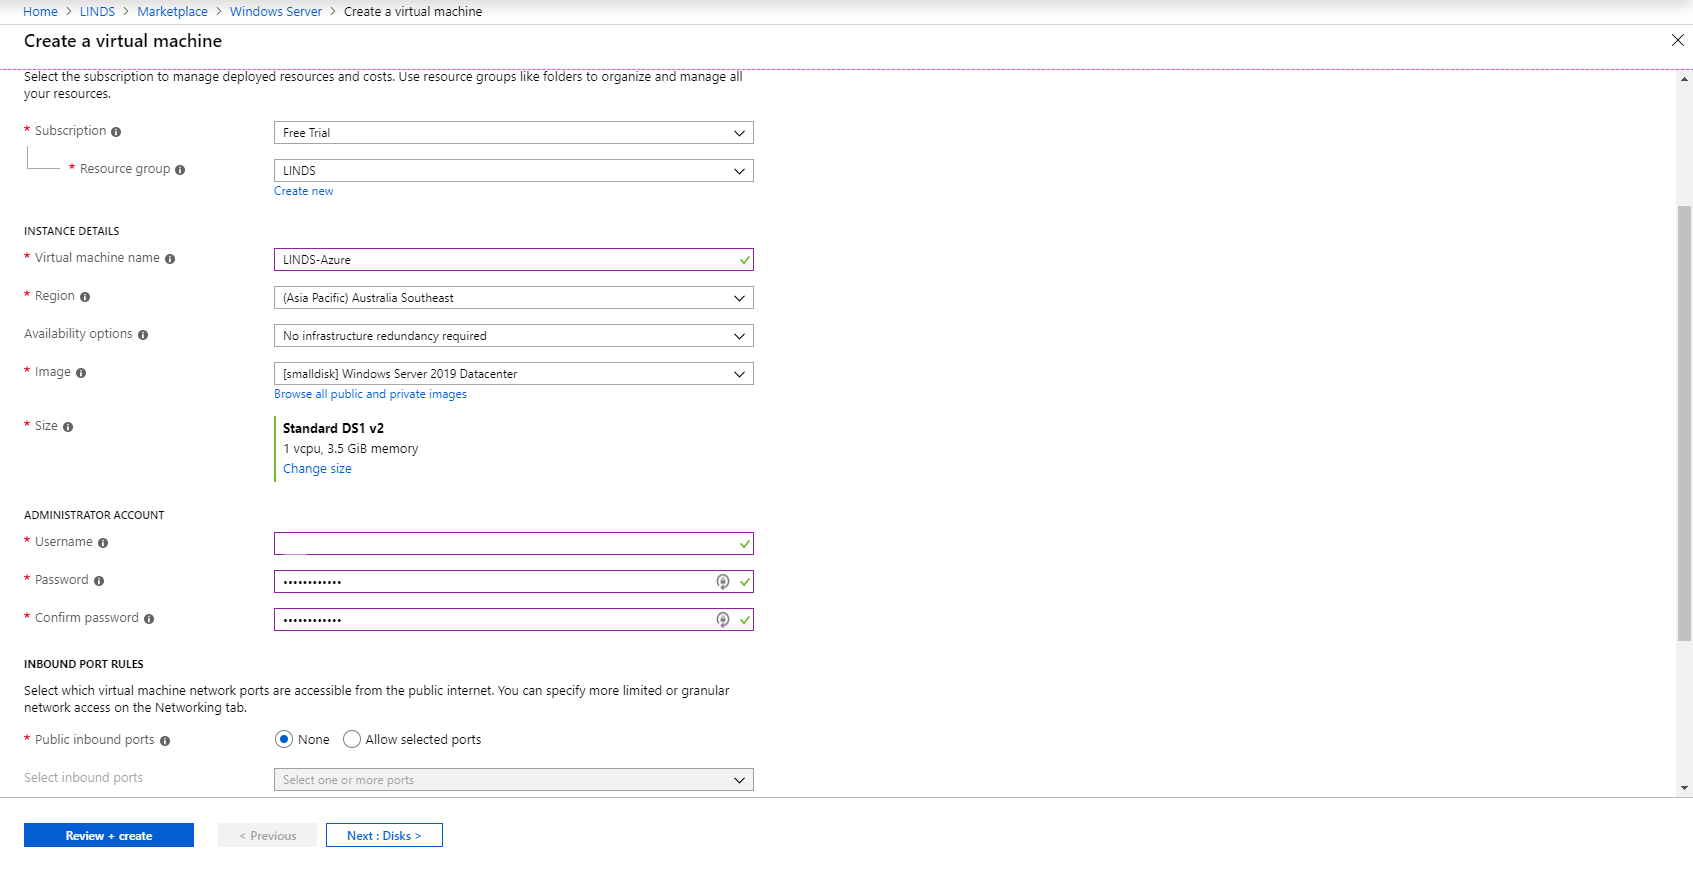 Home > LINDS > Marketplace > Windows Server > Create a virtual machine
Create a virtual machine
Select the subscription to manage deployed resources and costs. Use resource groups like folders to organize and manage all
your resources.
* Subscription
Free Trial
* Resource group
LINDS
Create new
INSTANCE DETAILS
* Virtual machine name
LINDS-Azure
* Region
(Asia Pacific) Australia Southeast
Availability options
No infrastructure redundancy required
* Image
[smalldisk] Windows Server 2019 Datacenter
Browse all public and private images
* Size
Standard DS1 v2
1 vcpu, 3.5 GiB memory
Change size
ADMINISTRATOR ACCOUNT
* Username
* Password
••••••••••••
* Confirm password
••••••••••••
INBOUND PORT RULES
Select which virtual machine network ports are accessible from the public internet. You can specify more limited or granular
network access on the Networking tab.
* Public inbound ports
None
Allow selected ports
Select inbound ports
Select one or more ports
Review + create
< Previous
Next : Disks >